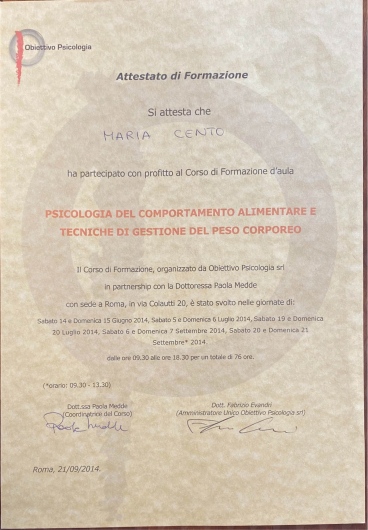 Obiettivo Psicologia
Attestato di Formazione
Si attesta che
MARIA CENTO
ha partecipato con profitto al Corso di Formazione d'aula
PSICOLOGIA DEL COMPORTAMENTO ALIMENTARE E
TECNICHE DI GESTIONE DEL PESO CORPOREO
Il Corso di Formazione, organizzato da Obiettivo Psicologia srl
in partnership con la Dottoressa Paola Medde
con sede a Roma, in via Colautti 20, è stato svolto nelle giornate di:
Sabato 14 e Domenica 15 Giugno 2014, Sabato 5 e Domenica 6 Luglio 2014, Sabato 19 e Domenica
20 Luglio 2014, Sabato 6 e Domenica 7 Settembre 2014, Sabato 20 e Domenica 21
Settembre* 2014
dalle ore 09.30 alle ore 18.30 per un totale di 76 ore.
(*orario: 09.30 - 13.30)
Dott.ssa Paola Medde
(Coordinatrice del Corso)
Paola Medde
Dott. Fabrizio Evandri
(Amministratore Unico Obiettivo Psicologia srl)
Roma, 21/09/2014.